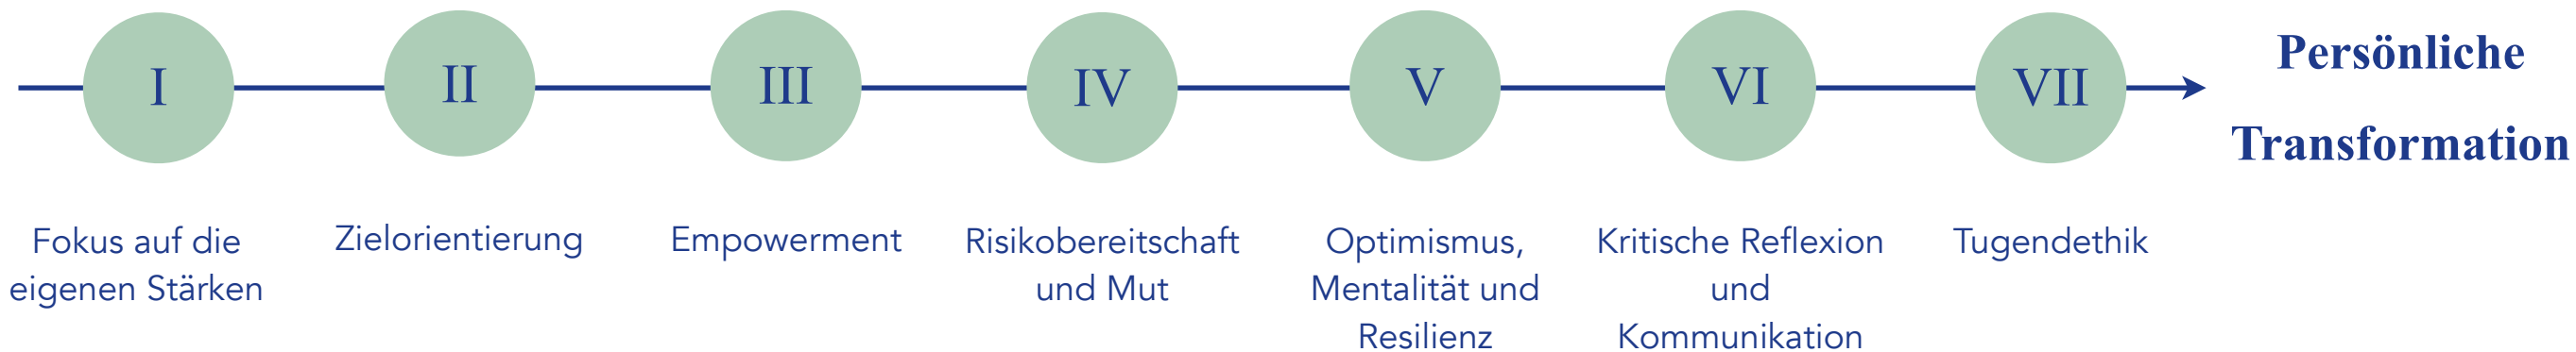 I
II
III
IV
V
VI
VII
Persönliche
Transformation
Fokus auf die
eigenen Stärken
Zielorientierung
Empowerment
Risikobereitschaft
und Mut
Optimismus,
Mentalität und
Resilienz
Kritische Reflexion
und
Kommunikation
Tugendethik